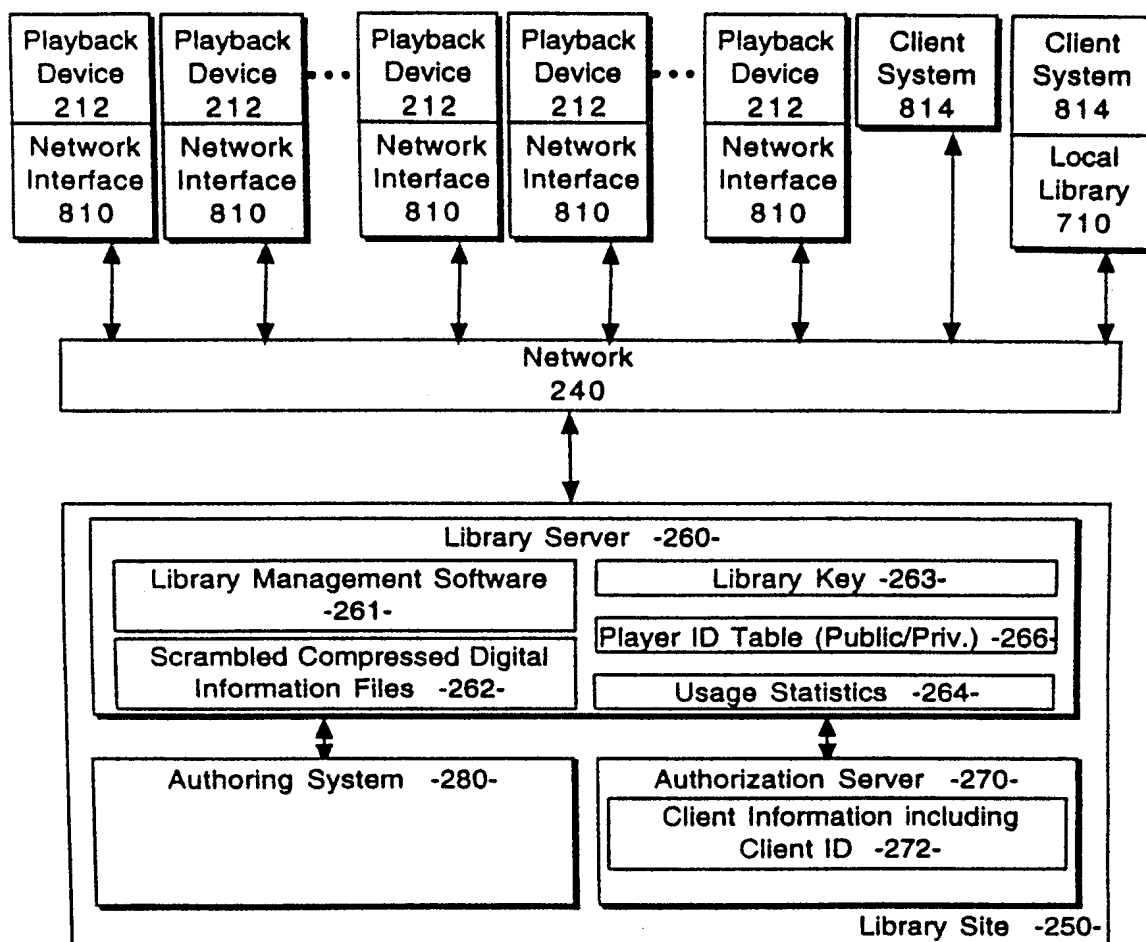 Playback
Device
212
Network
Interface
810
Playback
Device
212
Network
Interface
810
Playback
Device
212
Network
Interface
810
Playback
Device
212
Network
Interface
810
Playback
Device
212
Network
Interface
810
Client
System
814
Client
System
814
Local
Library
710
Network
240
Library Server -260-
Library Management Software
-261-
Scrambled Compressed Digital
Information Files -262-
Library Key -263-
Player ID Table (Public/Priv.) -266-
Usage Statistics -264-
Authoring System -280-
Authorization Server -270-
Client Information including
Client ID -272-
Library Site -250-